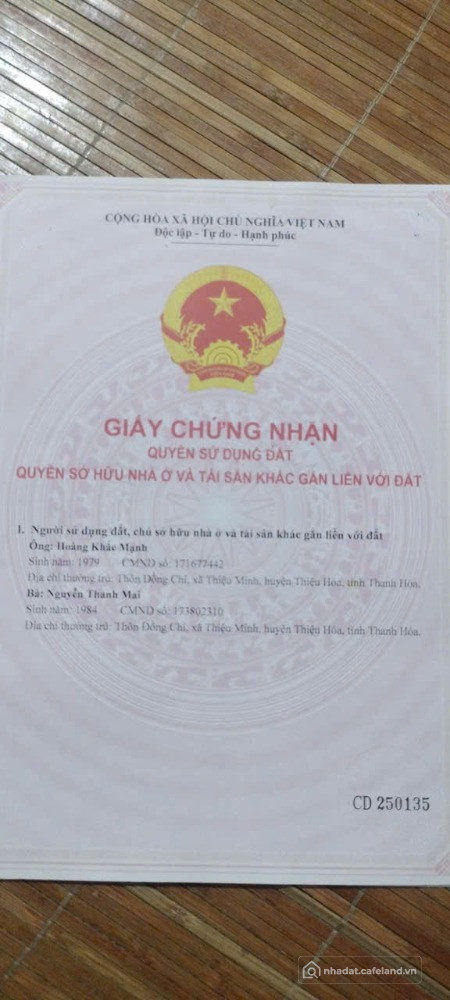 CỘNG HÒA XÃ HỘI CHỦ NGHĨA VIỆT NAM
Độc lập - Tự do - Hạnh phúc
GIẤY CHỨNG NHẬN
QUYỀN SỬ DỤNG ĐẤT
QUYỀN SỞ HỮU NHÀ Ở VÀ TÀI SẢN KHÁC GẮN LIỀN VỚI ĐẤT
I. Người sử dụng đất, chủ sở hữu nhà ở và tài sản khác gắn liền với đất
Ông: Hoàng Khắc Mạnh
Sinh năm: 1979 CMND số: 171677442
Địa chỉ thường trú: Thôn Đồng Chí, xã Thiệu Minh, huyện Thiệu Hóa, tỉnh Thanh Hóa.
Bà: Nguyễn Thanh Mai
Sinh năm: 1984 CMND số: 173802310
Địa chỉ thường trú: Thôn Đồng Chí, xã Thiệu Minh, huyện Thiệu Hóa, tỉnh Thanh Hóa.
CD 250135
nhadat.cafeland.vn